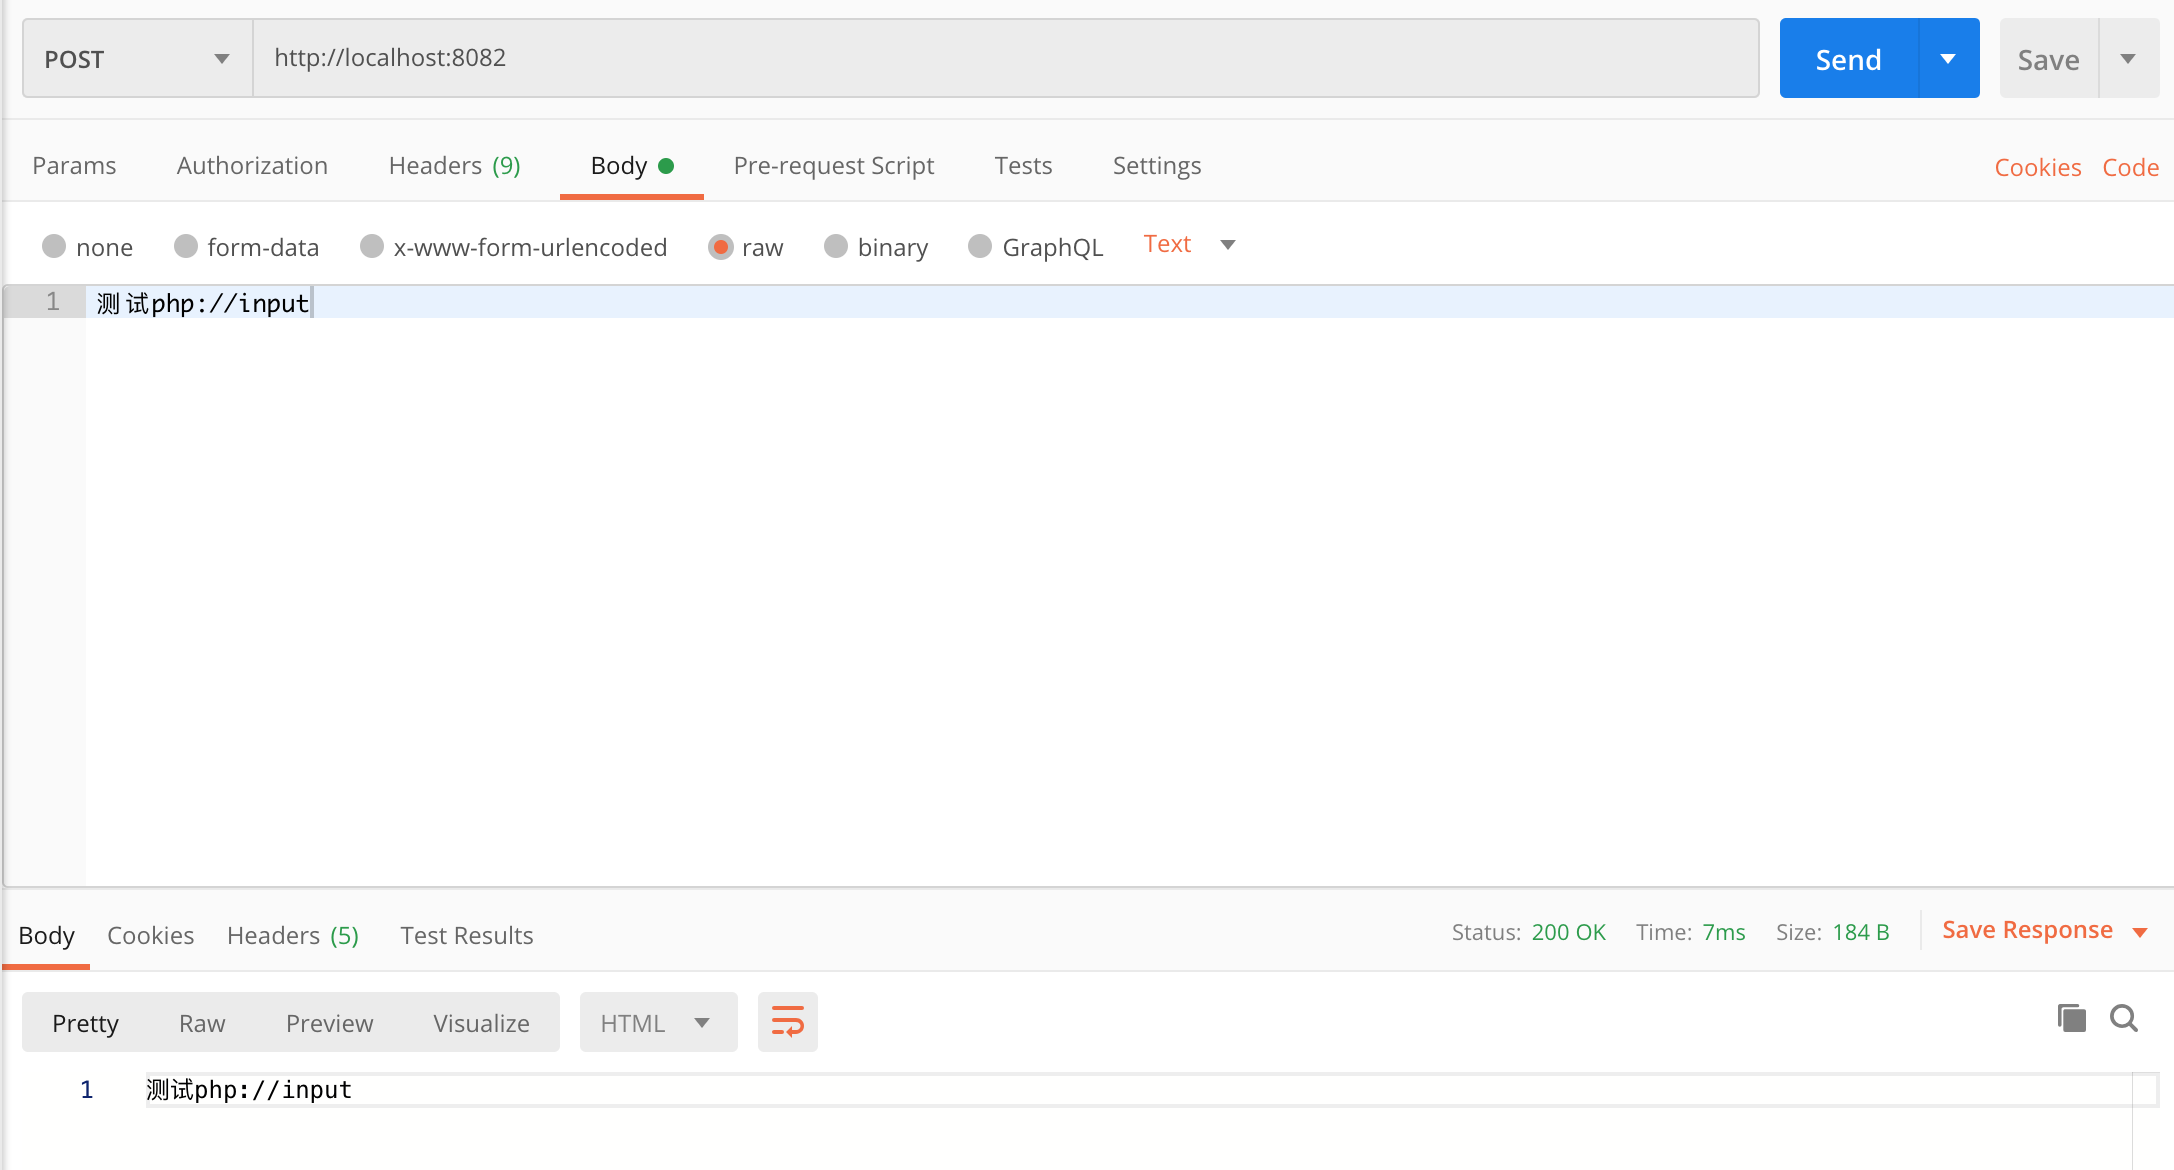 POST http://localhost:8082 Send Save
Params Authorization Headers (9) Body Pre-request Script Tests Settings Cookies Code
none form-data x-www-form-urlencoded raw binary GraphQL Text
1 测试php://input
Body Cookies Headers (5) Test Results Status: 200 OK Time: 7ms Size: 184 B Save Response
Pretty Raw Preview Visualize HTML
1 测试php://input